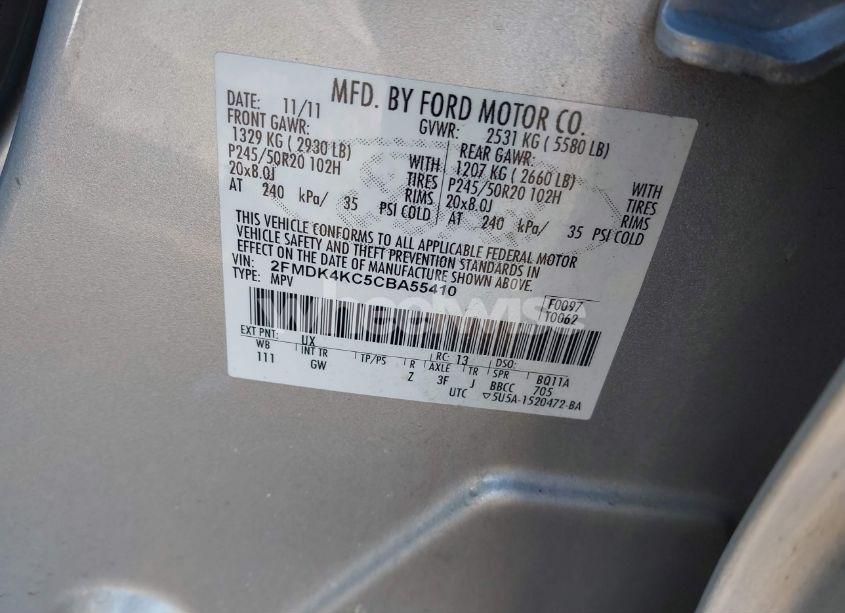 MFD. BY FORD MOTOR CO.
DATE: 11/11 GVWR: 2531 KG ( 5580 LB)
FRONT GAWR: REAR GAWR:
1329 KG ( 2930 LB) WITH 1207 KG ( 2660 LB) WITH
P245/50R20 102H TIRES P245/50R20 102H TIRES
20x8.0J RIMS 20x8.0J RIMS
AT 240 kPa/ 35 PSI COLD AT 240 kPa/ 35 PSI COLD
THIS VEHICLE CONFORMS TO ALL APPLICABLE FEDERAL MOTOR
VEHICLE SAFETY AND THEFT PREVENTION STANDARDS IN
EFFECT ON THE DATE OF MANUFACTURE SHOWN ABOVE.
VIN: 2FMDK4KC5CBA55410
TYPE: MPV
F0097
T0062
wheelwise
EXT PNT: UX RC: 13 DSO:
WB INT TR TP/PS R AXLE TR SPR BQ11A
111 GW Z 3F J BBCC 705
UTC ▽5U5A-1520472-BA